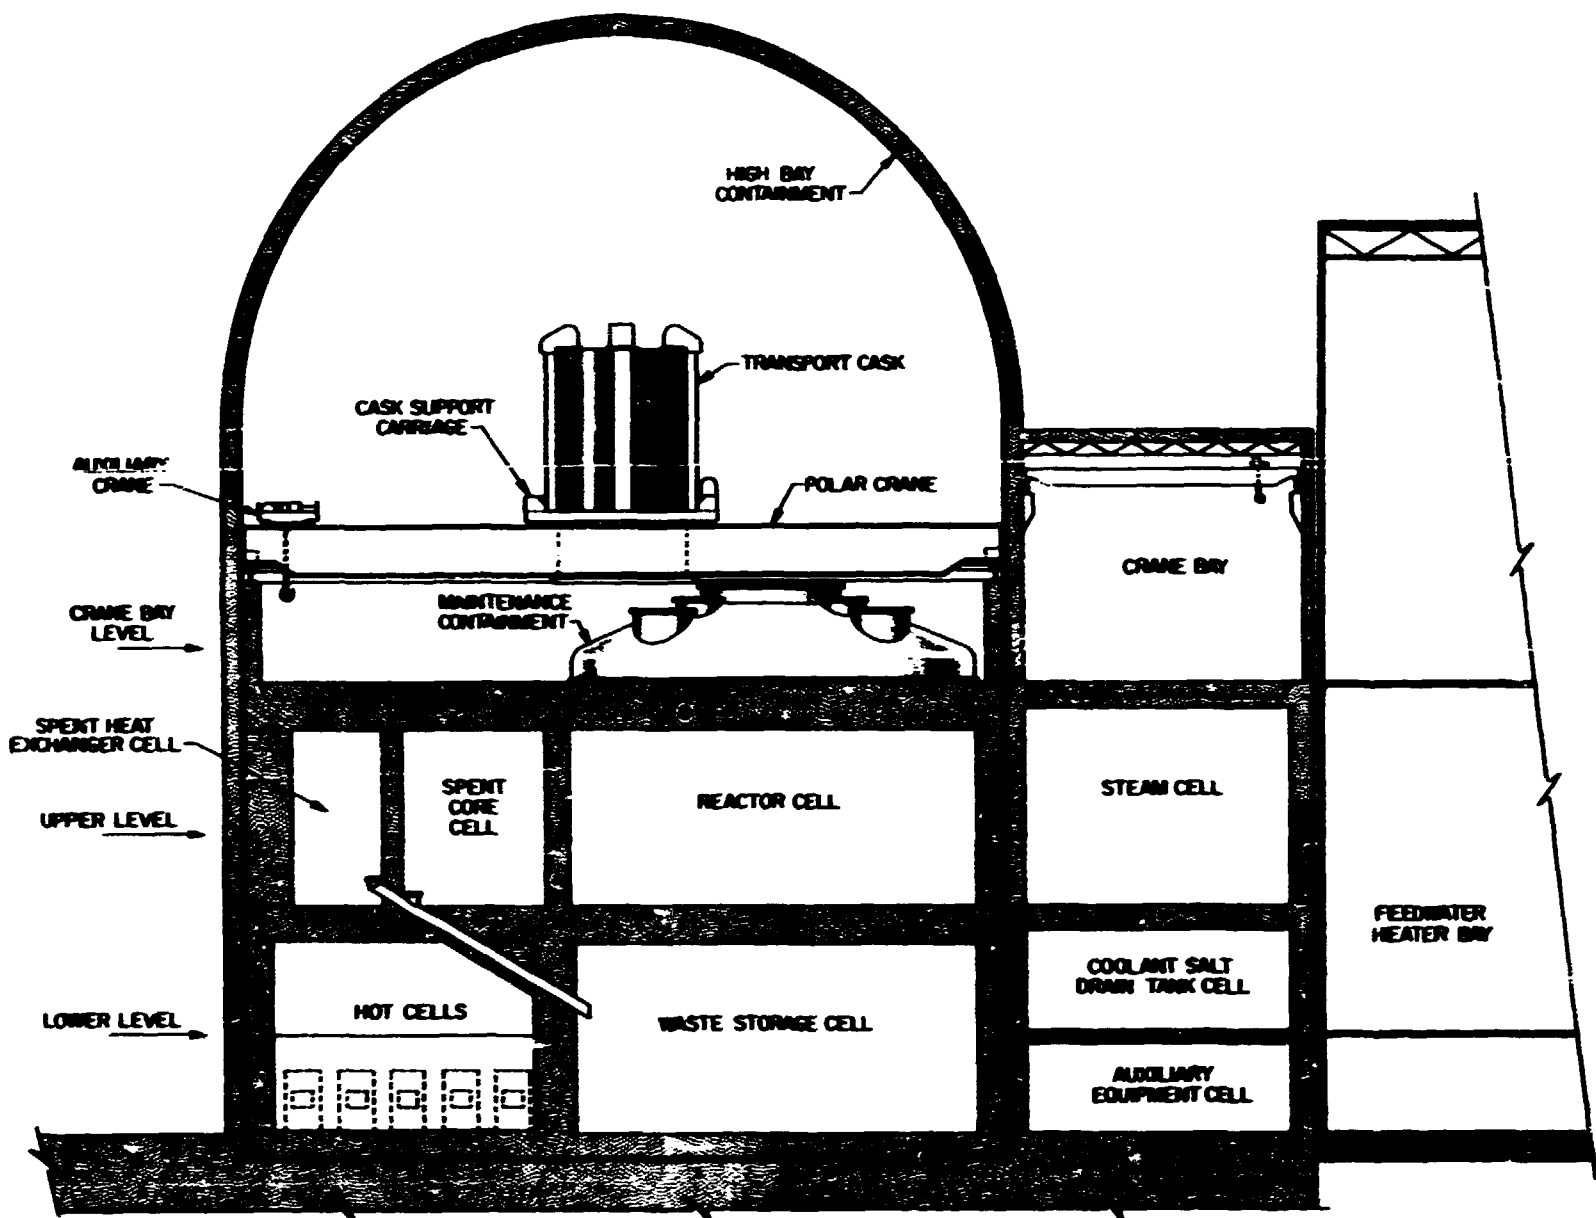 HIGH BAY
CONTAINMENT
TRANSPORT CASK
CASK SUPPORT
CARRIAGE
AUXILIARY
CRANE
POLAR CRANE
CRANE BAY
MAINTENANCE
CONTAINMENT
CRANE BAY
LEVEL
SPENT HEAT
EXCHANGER CELL
SPENT
CORE
CELL
REACTOR CELL
STEAM CELL
UPPER LEVEL
FEEDWATER
HEATER BAY
COOLANT SALT
DRAIN TANK CELL
HOT CELLS
WASTE STORAGE CELL
LOWER LEVEL
AUXILIARY
EQUIPMENT CELL